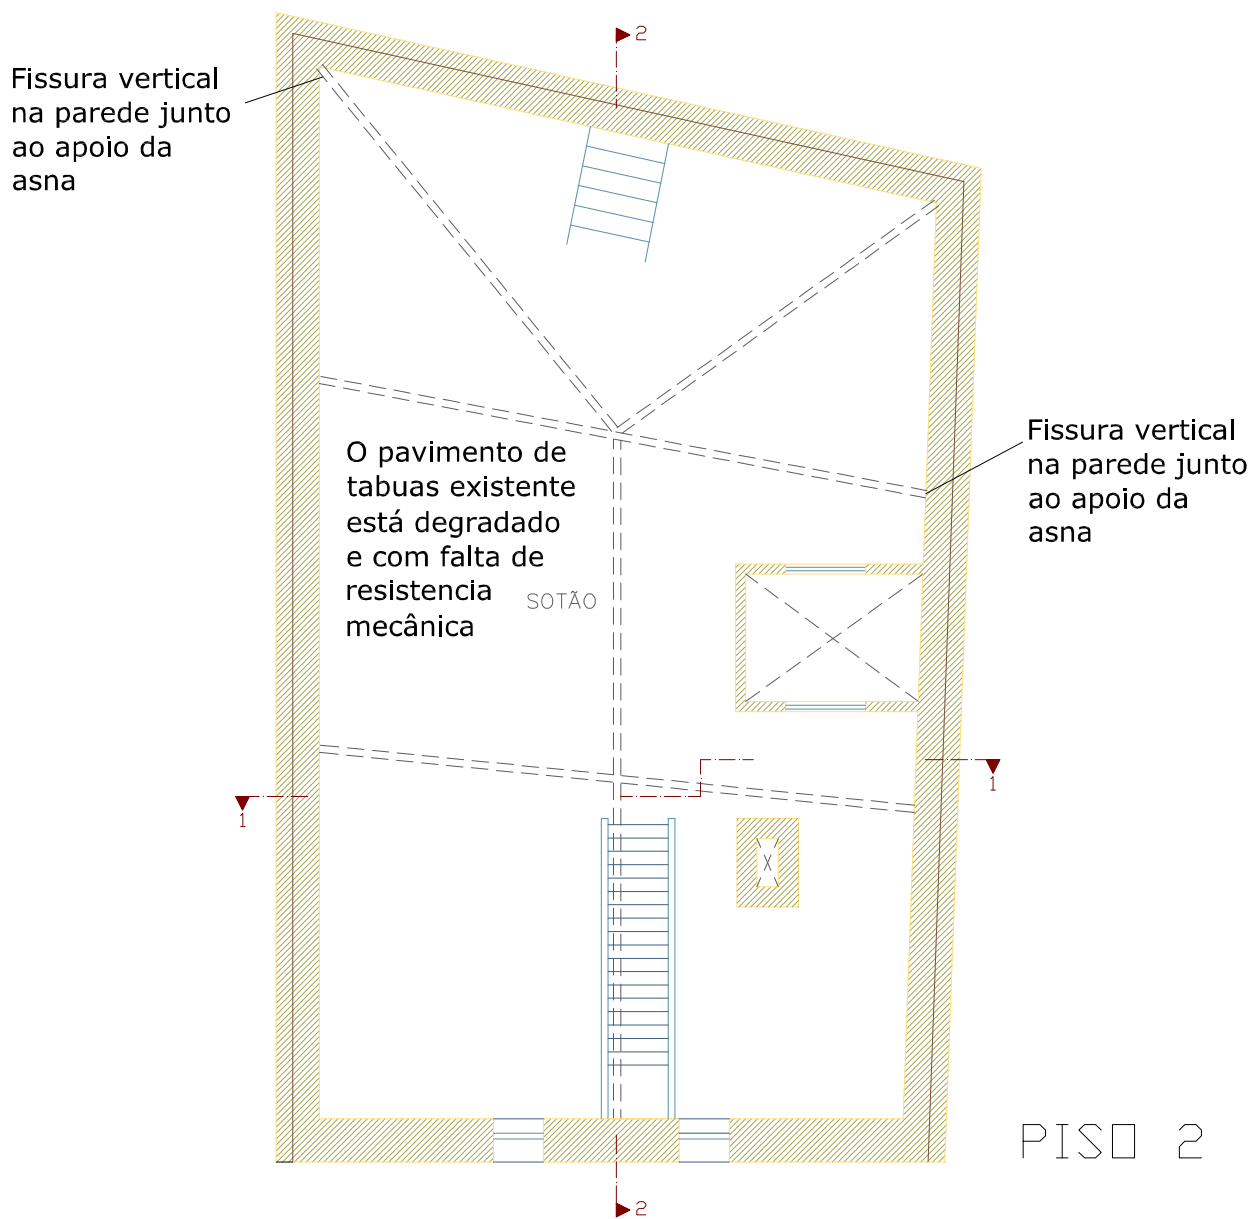 2
Fissura vertical
na parede junto
ao apoio da
asna
Fissura vertical
na parede junto
ao apoio da
asna
O pavimento de
tabuas existente
está degradado
e com falta de
resistencia
mecânica
SOTÃO
1
1
PISO 2
2